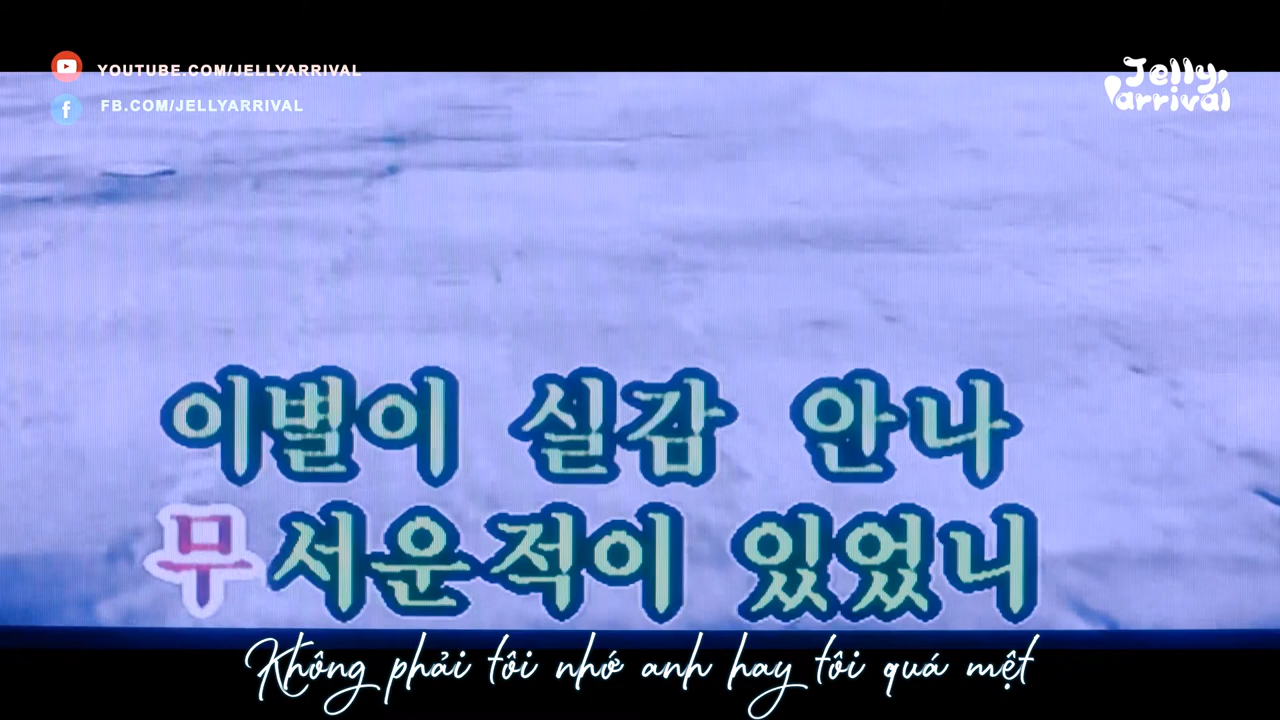 YOUTUBE.COM/JELLYARRIVAL
FB.COM/JELLYARRIVAL
Jelly arrival
이별이 실감 안나
무서운적이 있었니
Không phải tôi nhớ anh hay tôi quá mệt